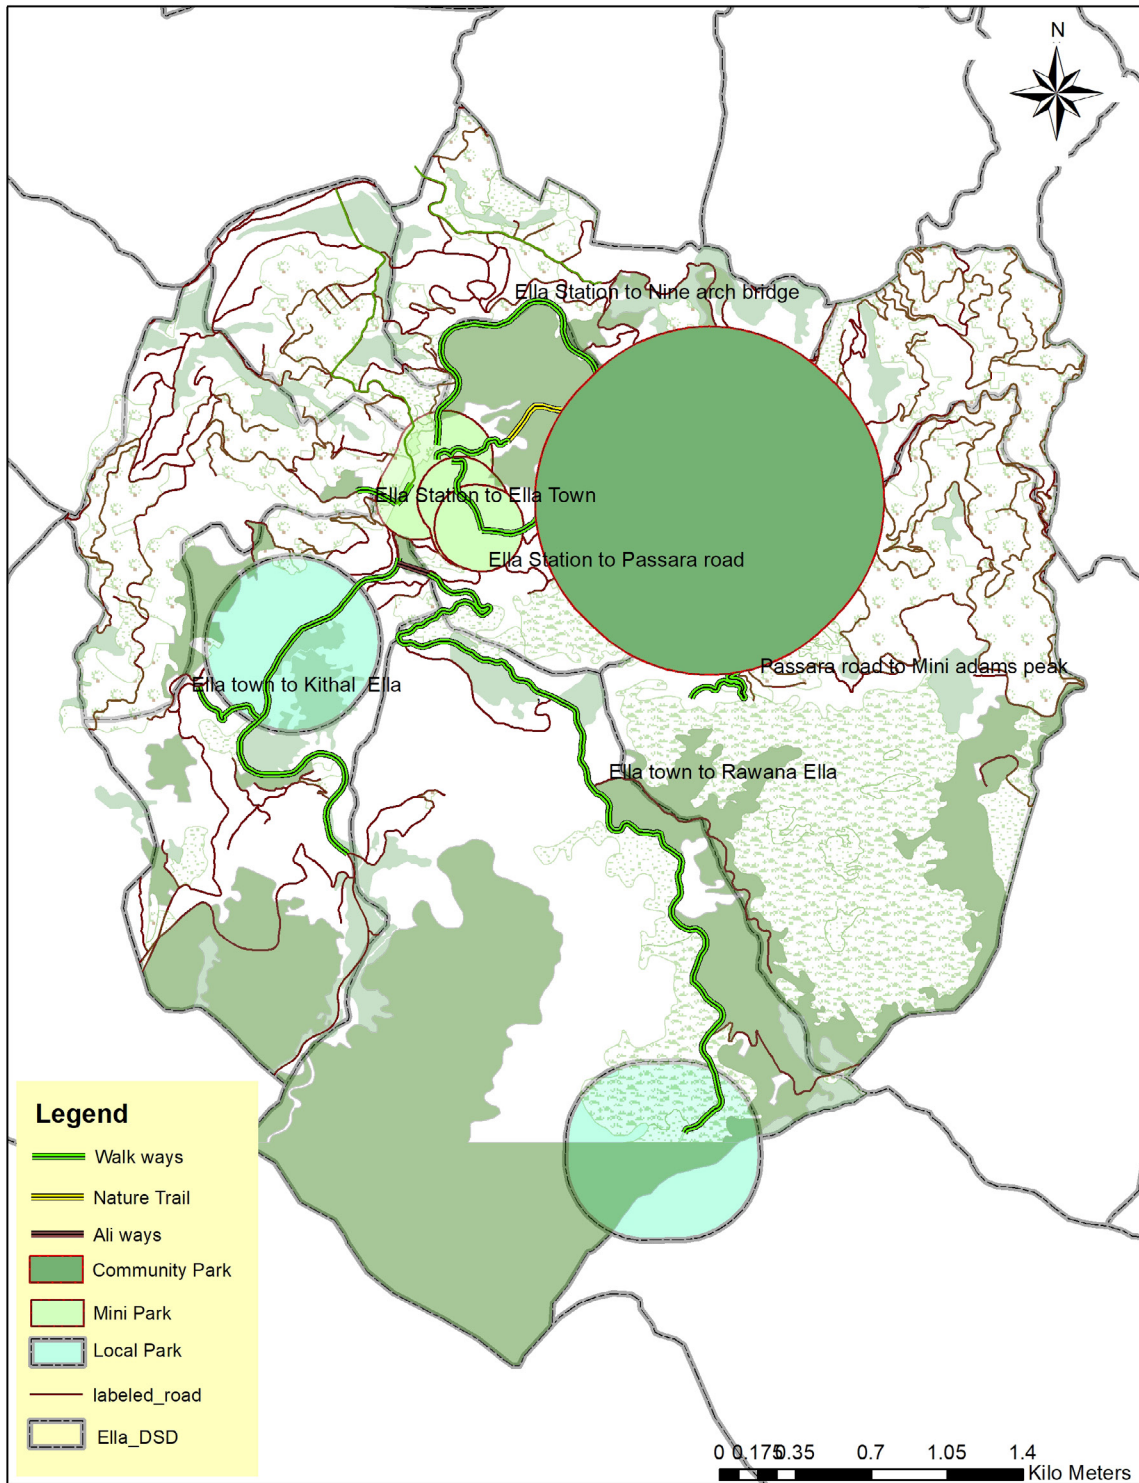 N
Ella Station to Nine arch bridge
Ella Station to Ella Town
Ella Station to Passara road
Passara road to Mini adams peak
Ella town to Kithal Ella
Ella town to Rawana Ella
Legend
Walk ways
Nature Trail
Ali ways
Community Park
Mini Park
Local Park
labeled_road
Ella_DSD
0 0.175 0.35 0.7 1.05 1.4
Kilo Meters